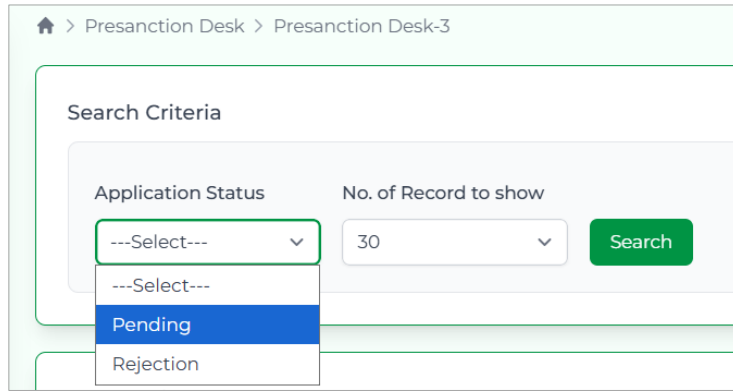 > Presanction Desk > Presanction Desk-3
Search Criteria
Application Status No. of Record to show
---Select--- 30 Search
---Select---
Pending
Rejection